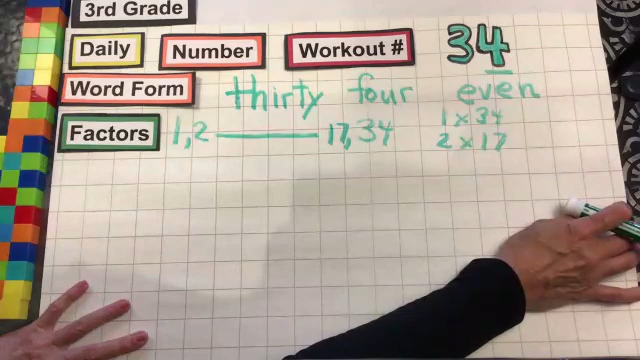 3rd Grade
Daily Number Workout # 34
Word Form thirty four even
Factors 1, 2 17, 34
1 x 34
2 x 17